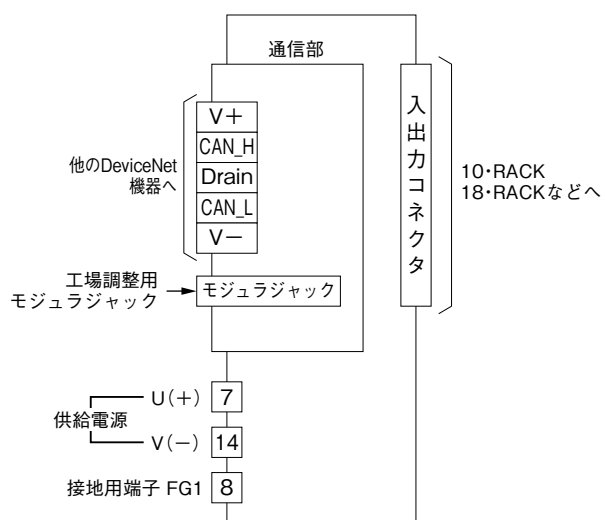 通信部
V+
CAN_H
Drain
CAN_L
V−
他のDeviceNet
機器へ
入出力コネクタ
10･RACK
18･RACKなどへ
工場調整用
モジュラジャック
モジュラジャック
供給電源
U(+) 7
V(−) 14
接地用端子 FG1 8